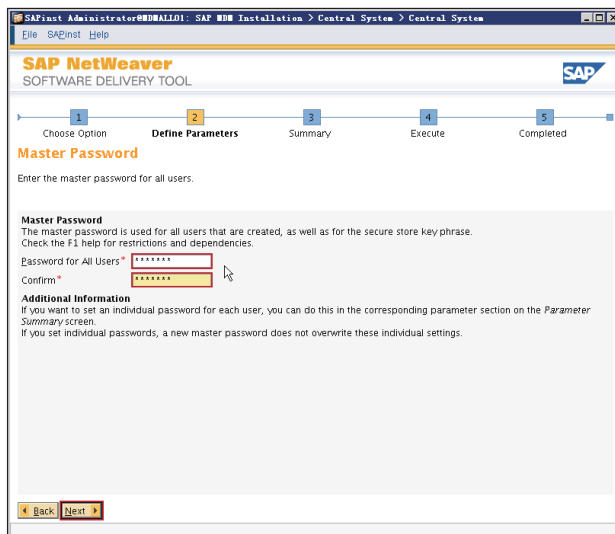 SAPinst Administrator@MDMALLO1: SAP MDM Installation > Central System > Central System
File SAPinst Help
SAP NetWeaver
SOFTWARE DELIVERY TOOL
SAP
1 2 3 4 5
Choose Option Define Parameters Summary Execute Completed
Master Password
Enter the master password for all users.
Master Password
The master password is used for all users that are created, as well as for the secure store key phrase.
Check the F1 help for restrictions and dependencies.
Password for All Users* *******
Confirm* *******
Additional Information
If you want to set an individual password for each user, you can do this in the corresponding parameter section on the Parameter
Summary screen.
If you set individual passwords, a new master password does not overwrite these individual settings.
Back Next